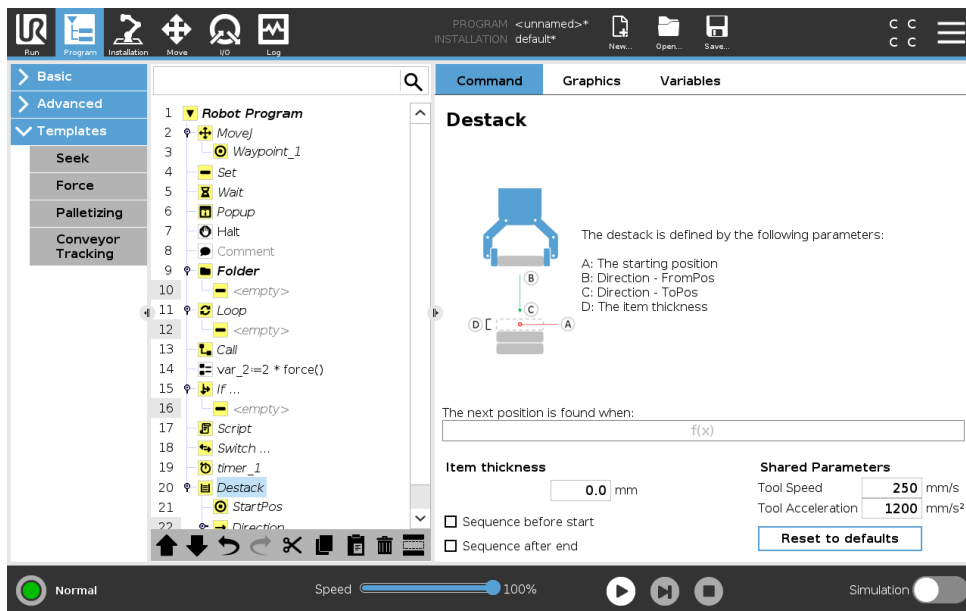 PROGRAM <unnamed>*
INSTALLATION default*
Run
Program
Installation
Move
I/O
Log
New...
Open...
Save...
C C
C C
Basic
Advanced
Templates
Seek
Force
Palletizing
Conveyor
Tracking
1 Robot Program
2 MoveJ
3 Waypoint_1
4 Set
5 Wait
6 Popup
7 Halt
8 Comment
9 Folder
10 <empty>
11 Loop
12 <empty>
13 Call
14 var_2:=2 * force()
15 If ...
16 <empty>
17 Script
18 Switch ...
19 timer_1
20 Destack
21 StartPos
22 Direction
Command
Graphics
Variables
Destack
B
C
D
A
The destack is defined by the following parameters:
A: The starting position
B: Direction - FromPos
C: Direction - ToPos
D: The item thickness
The next position is found when:
f(x)
Item thickness
0.0 mm
Sequence before start
Sequence after end
Shared Parameters
Tool Speed 250 mm/s
Tool Acceleration 1200 mm/s²
Reset to defaults
Normal
Speed
100%
Simulation